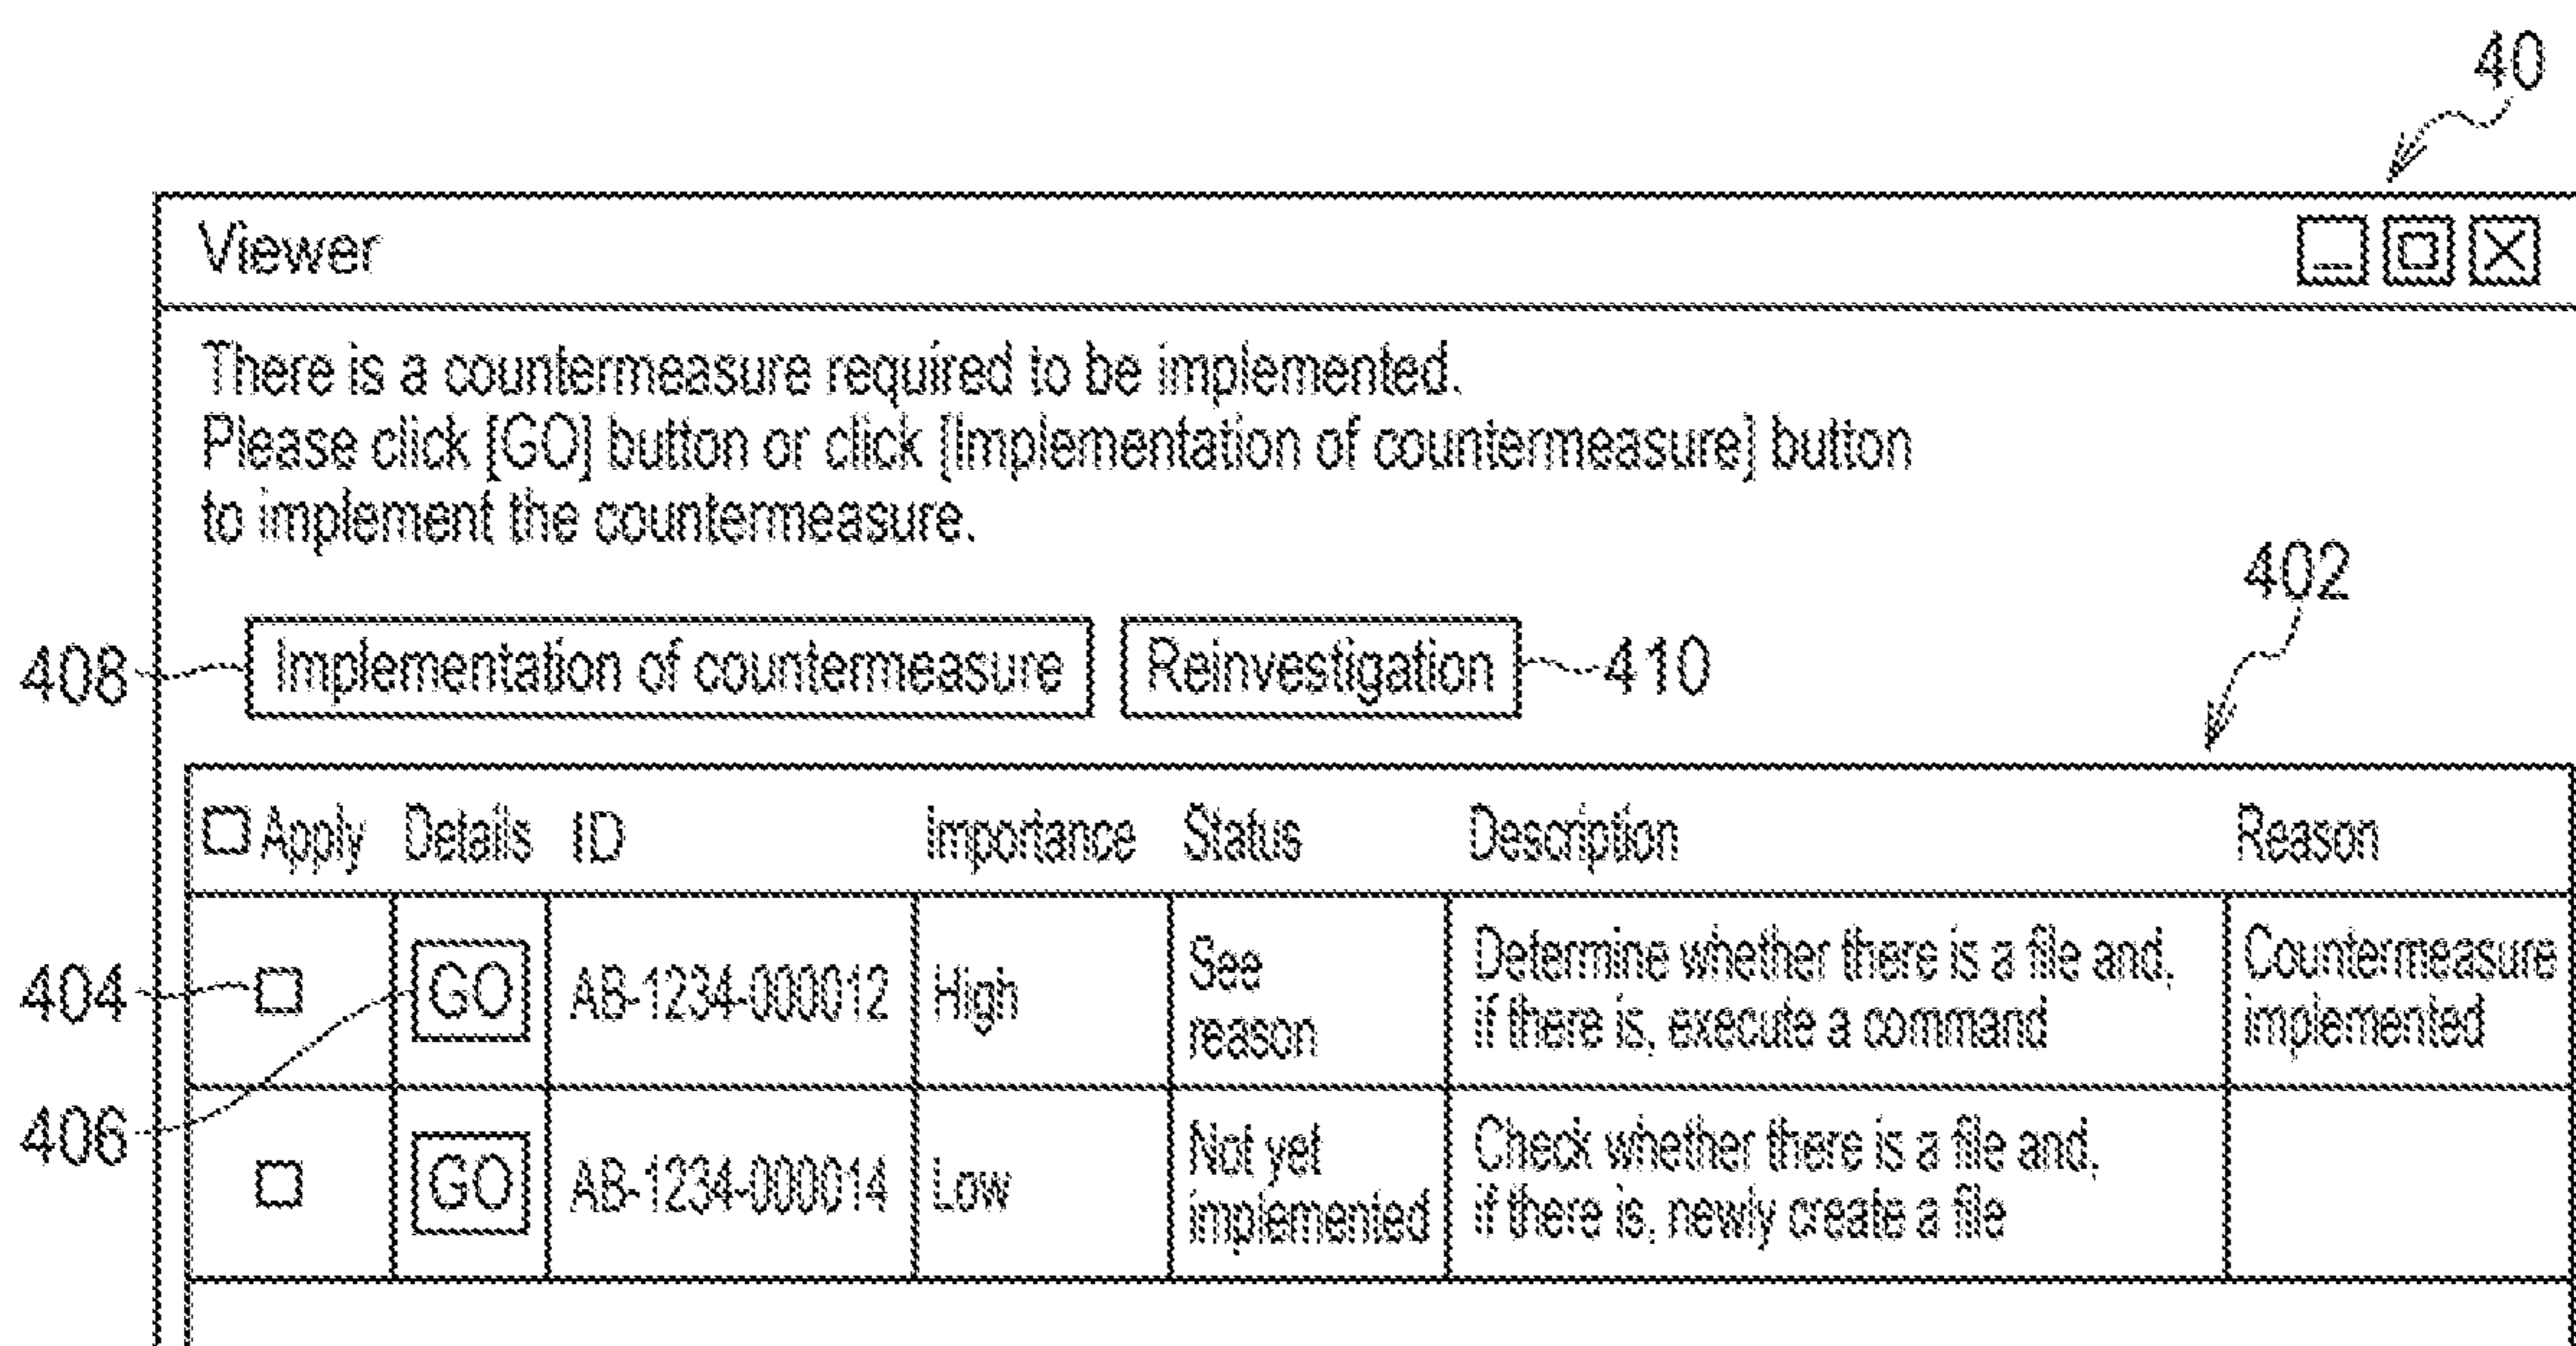 40
Viewer
There is a countermeasure required to be implemented.
Please click [GO] button or click [Implementation of countermeasure] button
to implement the countermeasure.
402
408 Implementation of countermeasure Reinvestigation 410
Apply Details ID Importance Status Description Reason
404 GO AB-1234-000012 High See reason Determine whether there is a file and, if there is, execute a command Countermeasure implemented
406
GO AB-1234-000014 Low Not yet implemented Check whether there is a file and, if there is, newly create a file